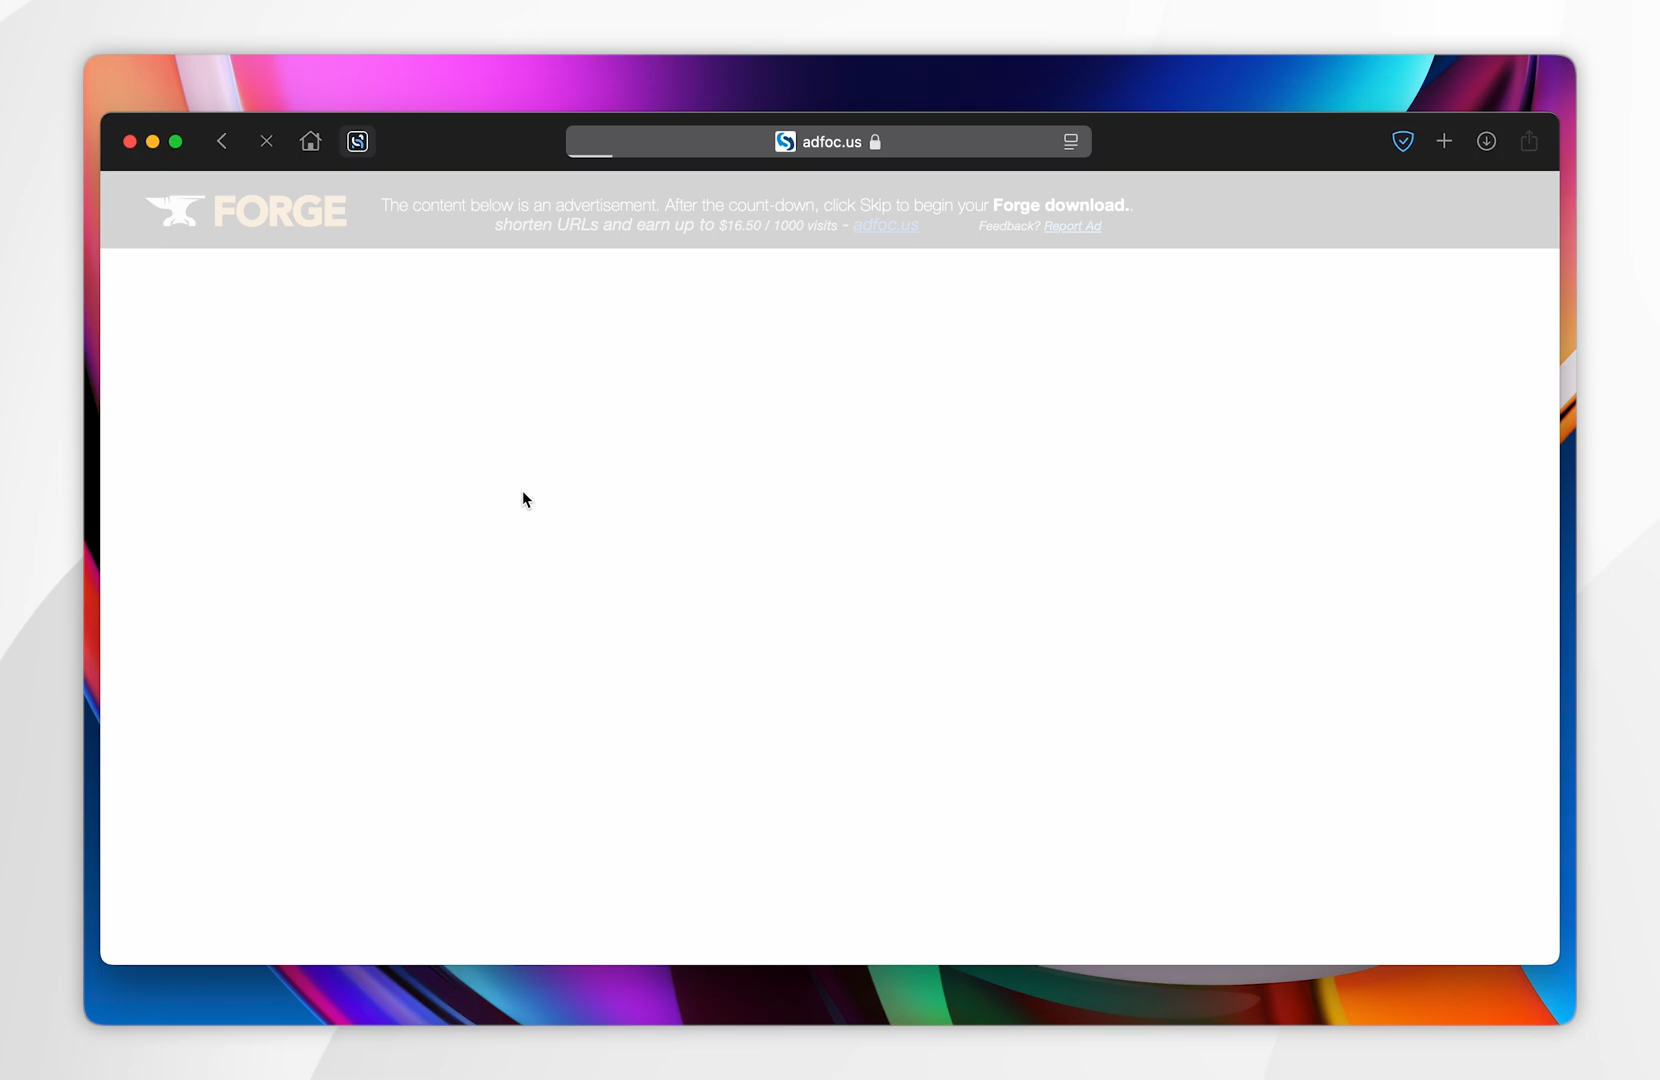 adfoc.us
FORGE
The content below is an advertisement. After the count-down, click Skip to begin your Forge download..
shorten URLs and earn up to $16.50 / 1000 visits - adfoc.us
Feedback? Report Ad